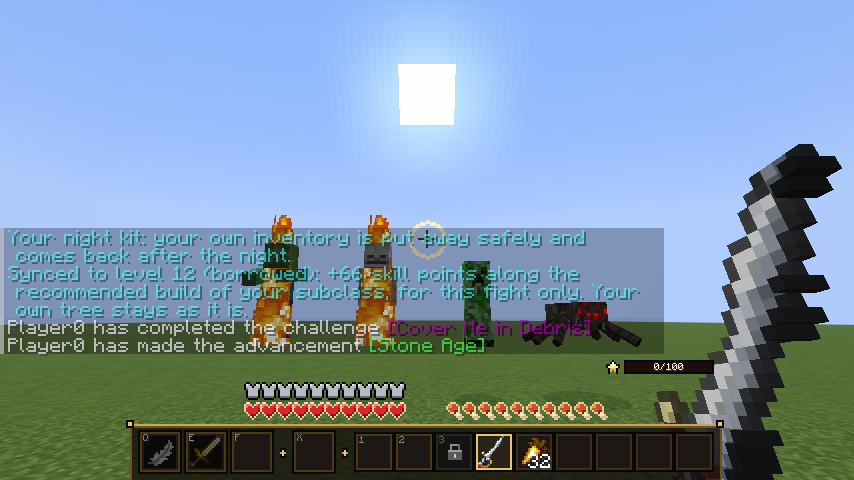 Your night kit: your own inventory is put away safely and
comes back after the night.
Synced to level 12 (borrowed): +66 skill points along the
recommended build of your subclass, for this fight only. Your
own tree stays as it is.
Player0 has completed the challenge [Cover Me in Debris]
Player0 has made the advancement [Stone Age]
0/100
Q E F X 1 2 3
32